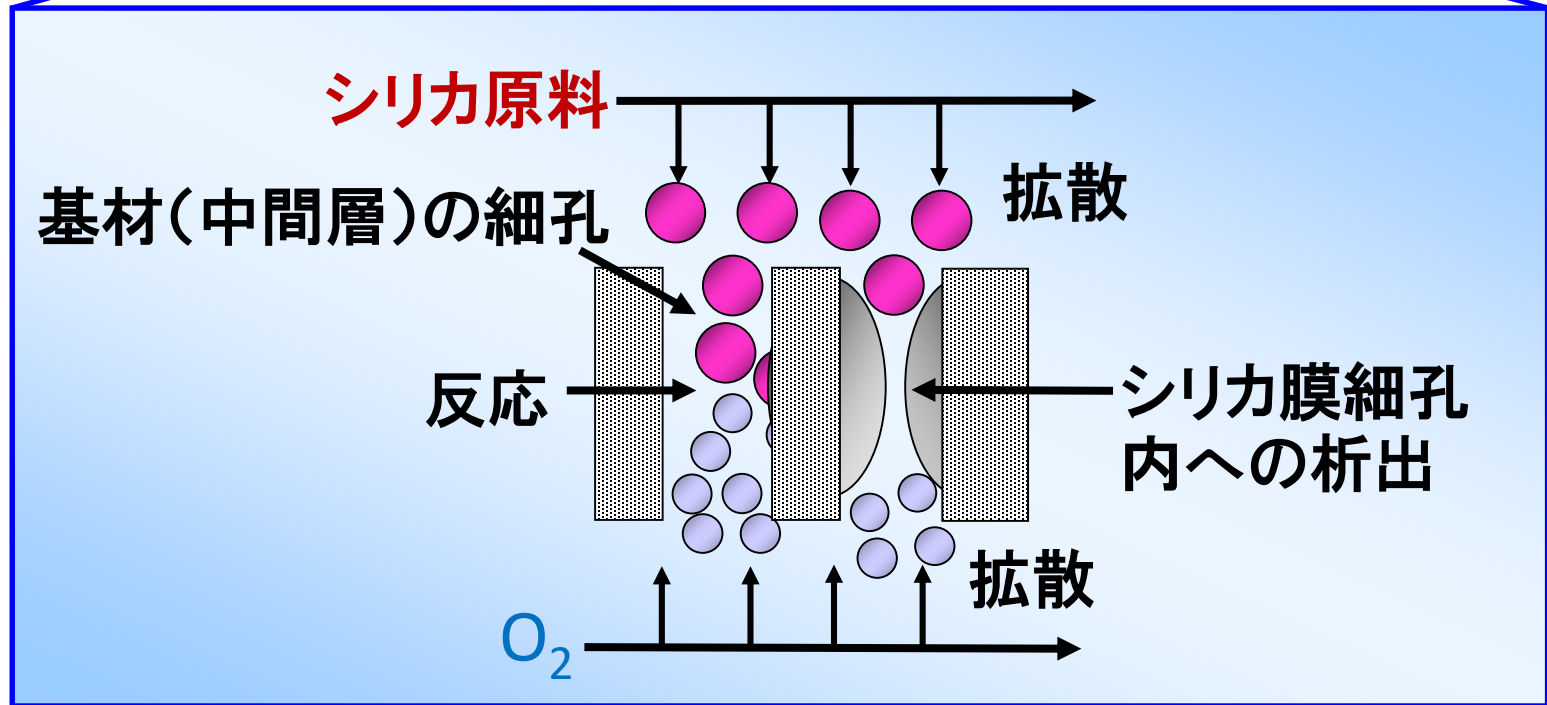 シリカ原料
拡散
基材(中間層)の細孔
反応
シリカ膜細孔
内への析出
拡散
O₂